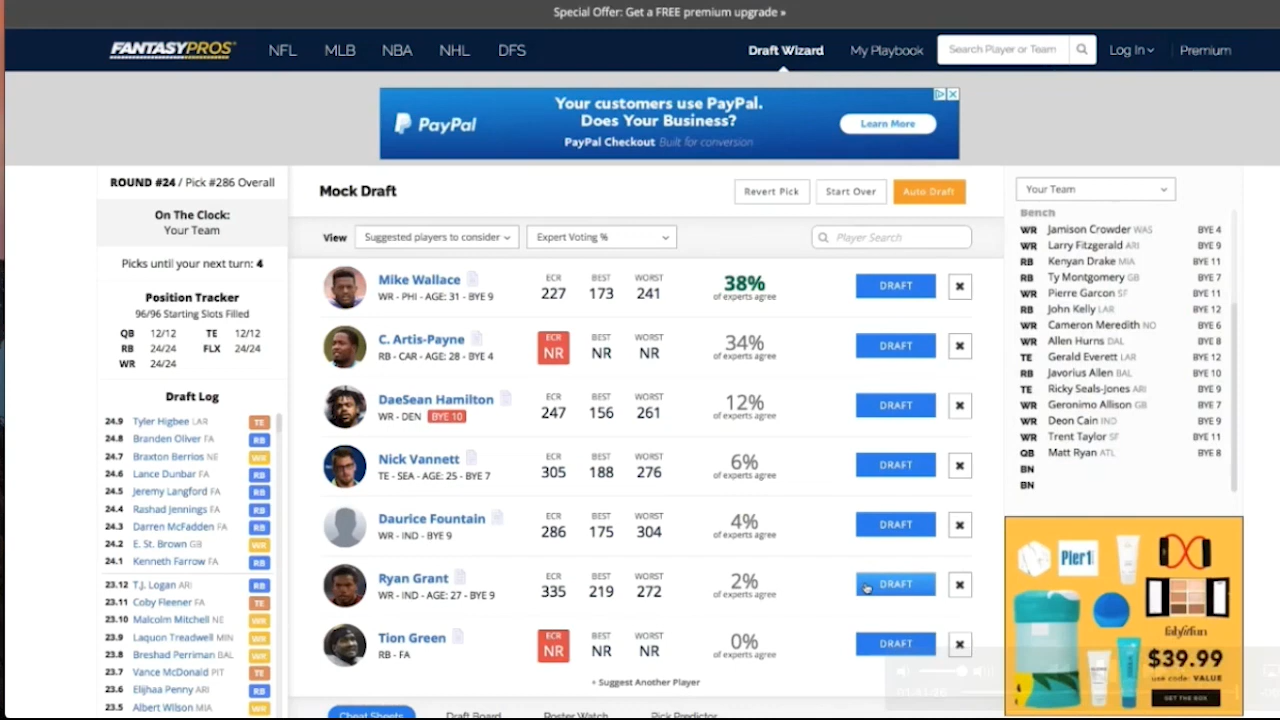 Special Offer: Get a FREE premium upgrade »
FANTASYPROS NFL MLB NBA NHL DFS Draft Wizard My Playbook Search Player or Team Log In Premium
PayPal
Your customers use PayPal.
Does Your Business?
PayPal Checkout Built for conversion
Learn More
ROUND #24 / Pick #286 Overall
On The Clock:
Your Team
Picks until your next turn: 4
Position Tracker
96/96 Starting Slots Filled
QB 12/12 TE 12/12
RB 24/24 FLX 24/24
WR 24/24
Draft Log
24.9 Tyler Higbee LAR TE
24.8 Branden Oliver FA RB
24.7 Braxton Berrios NE WR
24.6 Lance Dunbar FA RB
24.5 Jeremy Langford FA RB
24.4 Rashad Jennings FA RB
24.3 Darren McFadden FA RB
24.2 E. St. Brown GB WR
24.1 Kenneth Farrow FA RB
23.12 T.J. Logan ARI RB
23.11 Coby Fleener FA TE
23.10 Malcolm Mitchell NE WR
23.9 Laquon Treadwell MIN WR
23.8 Breshad Perriman BAL WR
23.7 Vance McDonald PIT TE
23.6 Elijhaa Penny ARI RB
23.5 Albert Wilson MIA WR
Mock Draft
Revert Pick Start Over Auto Draft
View Suggested players to consider Expert Voting % Player Search
Mike Wallace
WR - PHI - AGE: 31 - BYE 9
ECR BEST WORST
227 173 241
38%
of experts agree
DRAFT
C. Artis-Payne
RB - CAR - AGE: 28 - BYE 4
ECR BEST WORST
NR NR NR
34%
of experts agree
DRAFT
DaeSean Hamilton
WR - DEN BYE 10
ECR BEST WORST
247 156 261
12%
of experts agree
DRAFT
Nick Vannett
TE - SEA - AGE: 25 - BYE 7
ECR BEST WORST
305 188 276
6%
of experts agree
DRAFT
Daurice Fountain
WR - IND - BYE 9
ECR BEST WORST
286 175 304
4%
of experts agree
DRAFT
Ryan Grant
WR - IND - AGE: 27 - BYE 9
ECR BEST WORST
335 219 272
2%
of experts agree
DRAFT
Tion Green
RB - FA
ECR BEST WORST
NR NR NR
0%
of experts agree
DRAFT
+ Suggest Another Player
Cheat Sheets Draft Board Roster Watch Pick Predictor
Your Team
Bench
WR Jamison Crowder WAS BYE 4
WR Larry Fitzgerald ARI BYE 9
RB Kenyan Drake MIA BYE 11
RB Ty Montgomery GB BYE 7
WR Pierre Garcon SF BYE 11
RB John Kelly LAR BYE 12
WR Cameron Meredith NO BYE 6
WR Allen Hurns DAL BYE 8
TE Gerald Everett LAR BYE 12
RB Javorius Allen BAL BYE 10
TE Ricky Seals-Jones ARI BYE 9
WR Geronimo Allison GB BYE 7
WR Deon Cain IND BYE 9
WR Trent Taylor SF BYE 11
QB Matt Ryan ATL BYE 8
BN
BN
Pier1
fabfitfun
$39.99
use code: VALUE
GET THE BOX